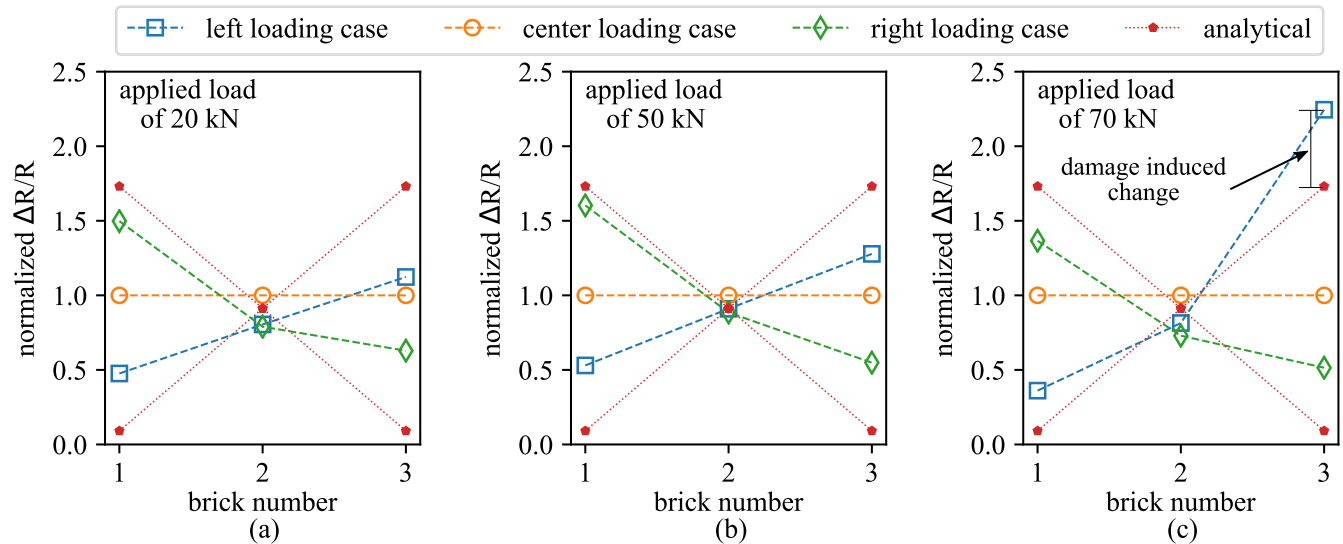 left loading case center loading case right loading case analytical
applied load
of 20 kN
normalized ΔR/R
2.5
2.0
1.5
1.0
0.5
0.0
1 2 3
brick number
(a)
applied load
of 50 kN
normalized ΔR/R
2.5
2.0
1.5
1.0
0.5
0.0
1 2 3
brick number
(b)
applied load
of 70 kN
damage induced
change
normalized ΔR/R
2.5
2.0
1.5
1.0
0.5
0.0
1 2 3
brick number
(c)